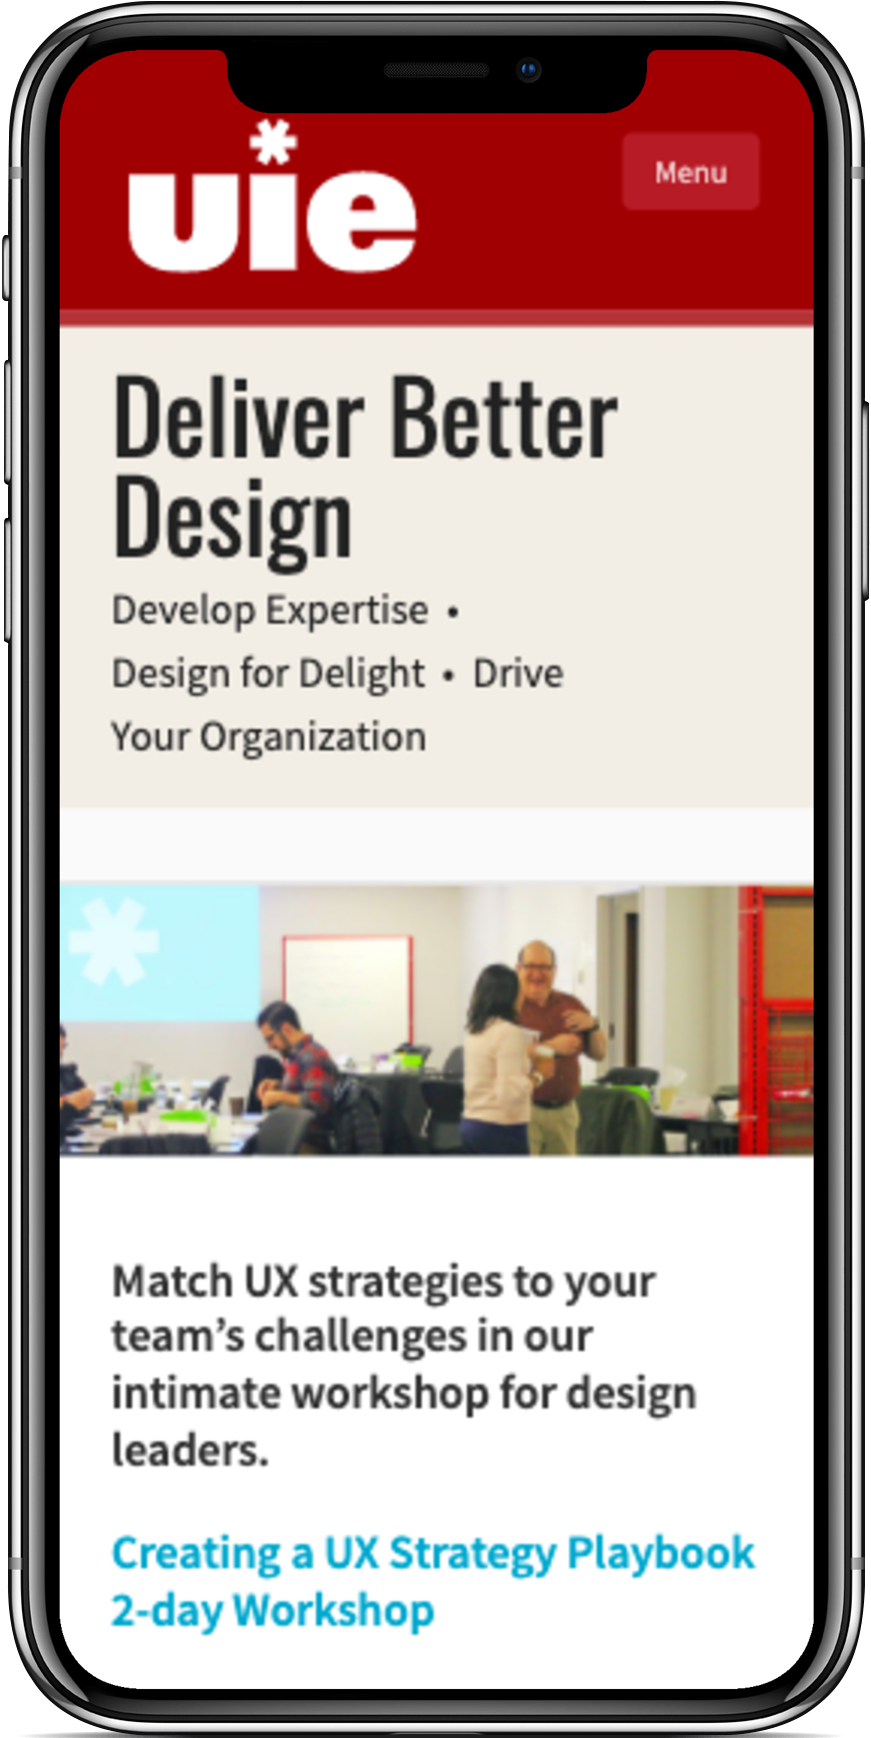 uie
Menu
Deliver Better
Design
Develop Expertise •
Design for Delight • Drive
Your Organization
Match UX strategies to your
team’s challenges in our
intimate workshop for design
leaders.
Creating a UX Strategy Playbook
2-day Workshop